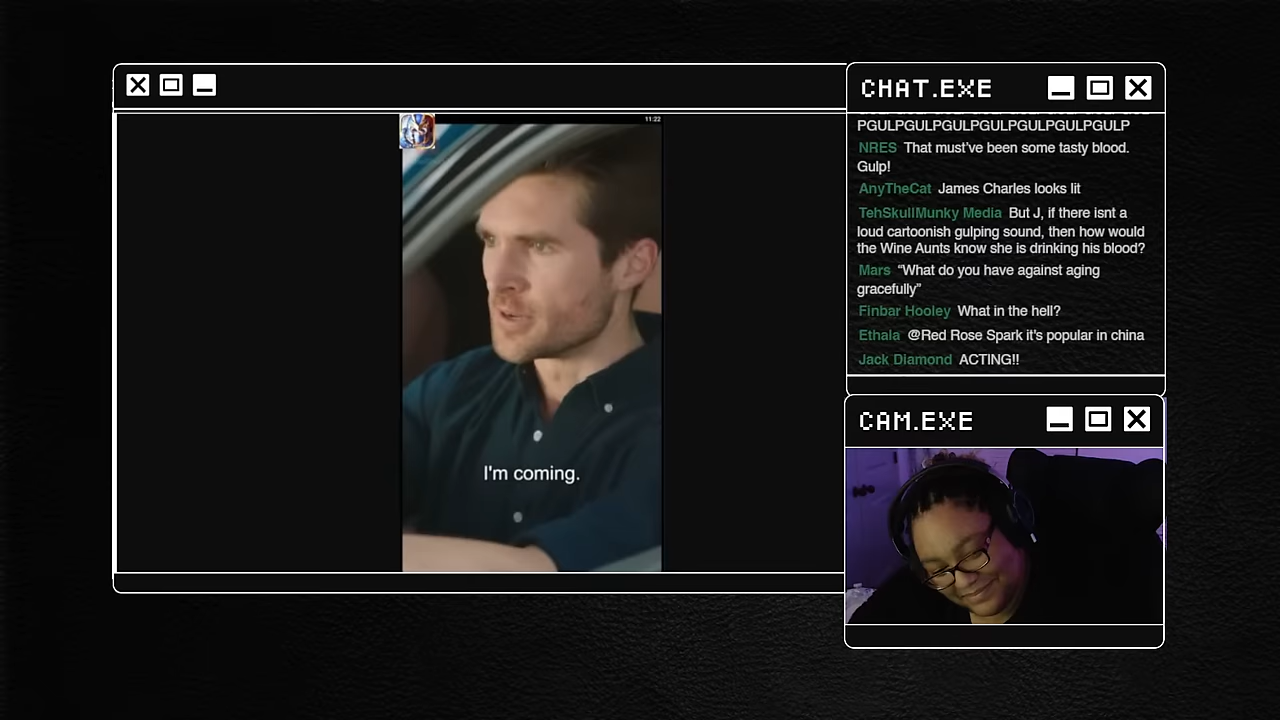 11:22
I'm coming.
CHAT.EXE
PGULPGULPGULPGULPGULPGULPGULP
NRES That must've been some tasty blood.
Gulp!
AnyTheCat James Charles looks lit
TehSkullMunky Media But J, if there isnt a
loud cartoonish gulping sound, then how would
the Wine Aunts know she is drinking his blood?
Mars “What do you have against aging
gracefully”
Finbar Hooley What in the hell?
Ethala @Red Rose Spark it's popular in china
Jack Diamond ACTING!!
CAM.EXE